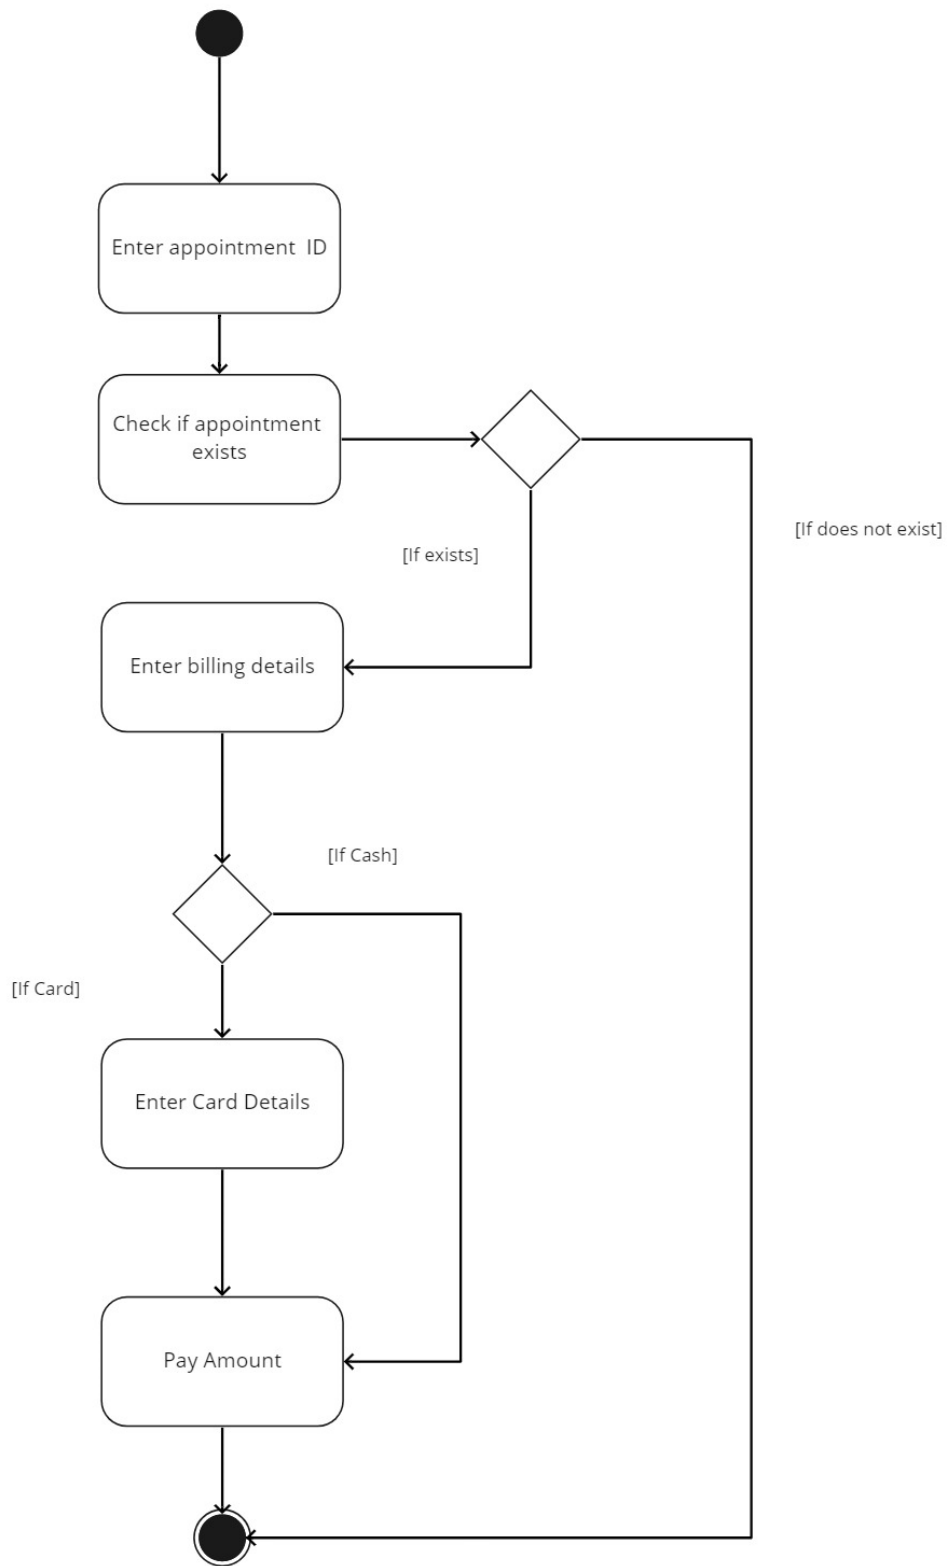 Enter appointment  ID
Check if appointment
exists
[If does not exist]
[If exists]
Enter billing details
[If Cash]
[If Card]
Enter Card Details
Pay Amount